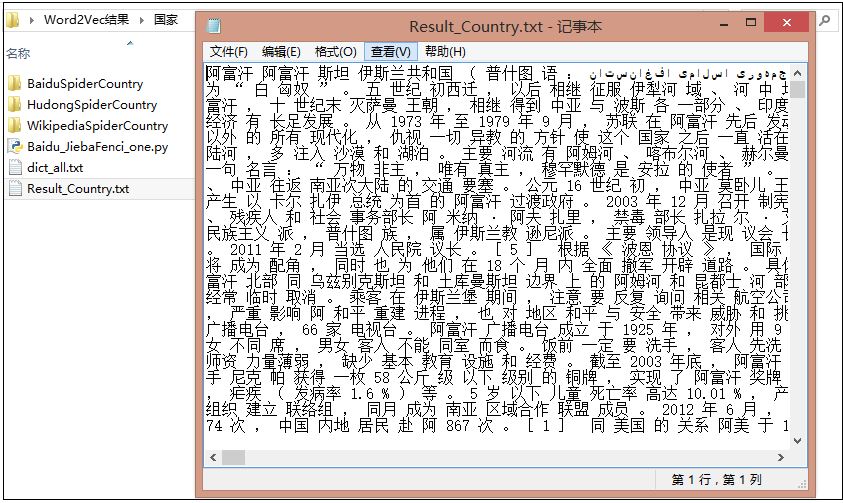 Word2Vec结果 国家
名称
BaiduSpiderCountry
HudongSpiderCountry
WikipediaSpiderCountry
Baidu_JiebaFenci_one.py
dict_all.txt
Result_Country.txt
Result_Country.txt - 记事本
文件(F) 编辑(E) 格式(O) 查看(V) 帮助(H)
阿富汗 阿富汗 斯坦 伊斯兰共和国 ( 普什图 语 :
为 “ 白 匈奴 ” 。 五 世纪 初西迁 , 以后 相继 征服 伊犁河 域 、 河 中
富汗 , 十 世纪末 灭萨曼 王朝 , 相继 得到 中亚 与 波斯 各 一部分 、 印度
经济 有 长足发展 。 从 1973 年 至 1979 年 9 月 , 苏联 在 阿富汗 先后 发动
以外 的 所有 现代化 , 仇视 一切 异教 的 方针 使 这个 国家 之后 一直 活在
陆河 , 多 注入 沙漠 和 湖泊 。 主要 河流 有 阿姆河 、 喀布尔河 、 赫尔曼
一句 名言 : “ 万物 非主 , 唯有 真主 , 穆罕默德 是 安拉 的 使者 ” 。
、 中亚 往返 南亚次大陆 的 交通 要塞 。 公元 16 世纪 初 , 中亚 莫卧儿 王
产生 以 卡尔 扎伊 总统 为首 的 阿富汗 过渡政府 。 2003 年 12 月 召开 制宪
、 残疾人 和 社会 事务部长 阿 米纳 · 阿夫 扎里 , 禁毒 部长 扎拉 尔 ·
民族主义 派 , 普什图 族 , 属 伊斯兰教 逊尼派 。 主要 领导人 是现 议会
。 2011 年 2 月 当选 人民院 议长 。 [ 5 ] 根据 《 波恩 协议 》 , 国际
将 成为 配角 , 同时 也 为 他们 在 18 个 月 内 全面 撤军 开辟 道路 。 具体
富汗 北部 同 乌兹别克斯坦 和 土库曼斯坦 边界 上 的 阿姆河 和 昆都士 河 部
经常 临时 取消 。 乘客 在 伊斯兰堡 期间 , 注意 要 反复 询问 相关 航空公司
, 严重 影响 阿 和平 重建 进程 , 也 对 地区 和平 与 安全 带来 威胁 和 挑
广播电台 , 66 家 电视台 。 阿富汗 广播电台 成立 于 1925 年 , 对外 用 9
女 不同 席 , 男女 客人 不能 同室 而食 。 饭前 一定 要 洗手 , 客人 先洗
师资 力量薄弱 , 缺少 基本 教育 设施 和 经费 。 截至 2003 年底 , 阿富汗
手 尼克 帕 获得 一枚 58 公斤 级 以下 级别 的 铜牌 , 实现 了 阿富汗 奖牌
, 疟疾 ( 发病率 1.6 % ) 等 。 5 岁 以下 儿童 死亡率 高达 10.01 % , 产
组织 建立 联络组 , 同月 成为 南亚 区域合作 联盟 成员 。 2012 年 6 月 ,
74 次 , 中国 内地 居民 赴 阿 867 次 。 [ 1 ] 同 美国 的 关系 阿美 于 1
第 1 行 , 第 1 列